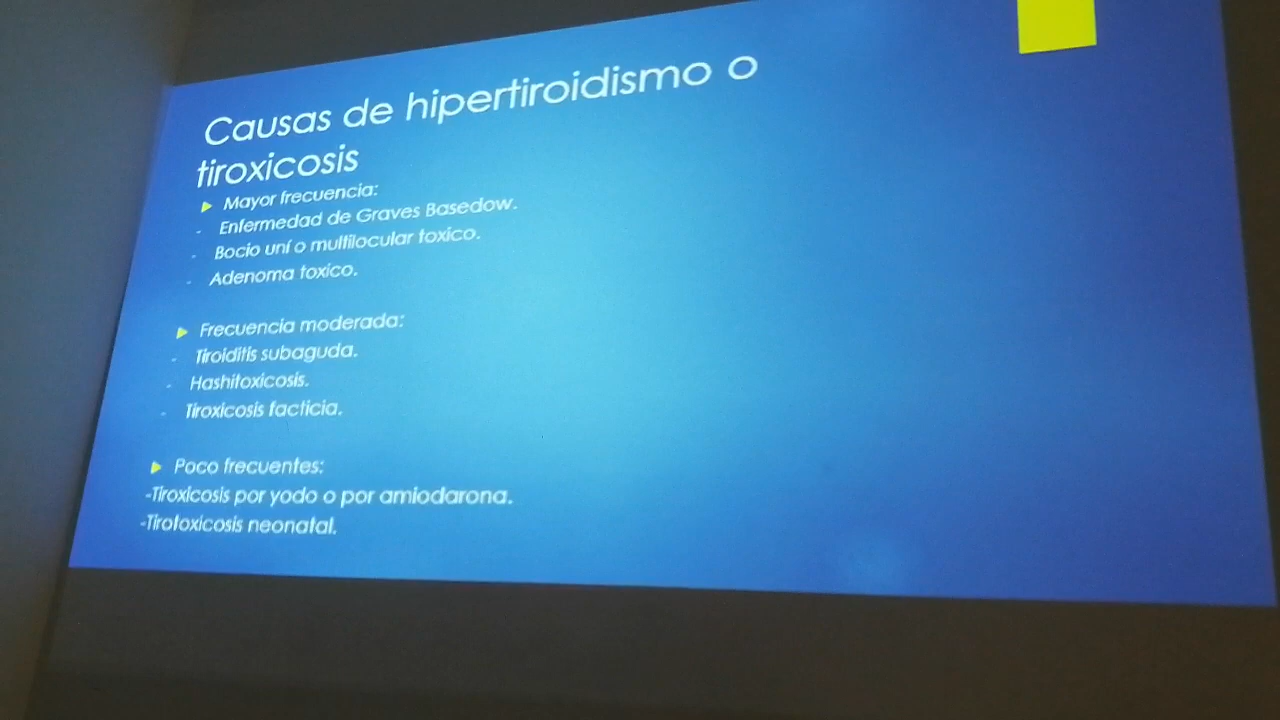 Causas de hipertiroidismo o
tiroxicosis
Mayor frecuencia:
- Enfermedad de Graves Basedow.
- Bocio uní o multilocular toxico.
- Adenoma toxico.
Frecuencia moderada:
- Tiroiditis subaguda.
- Hashitoxicosis.
- Tiroxicosis facticia.
Poco frecuentes:
-Tiroxicosis por yodo o por amiodarona.
-Tirotoxicosis neonatal.